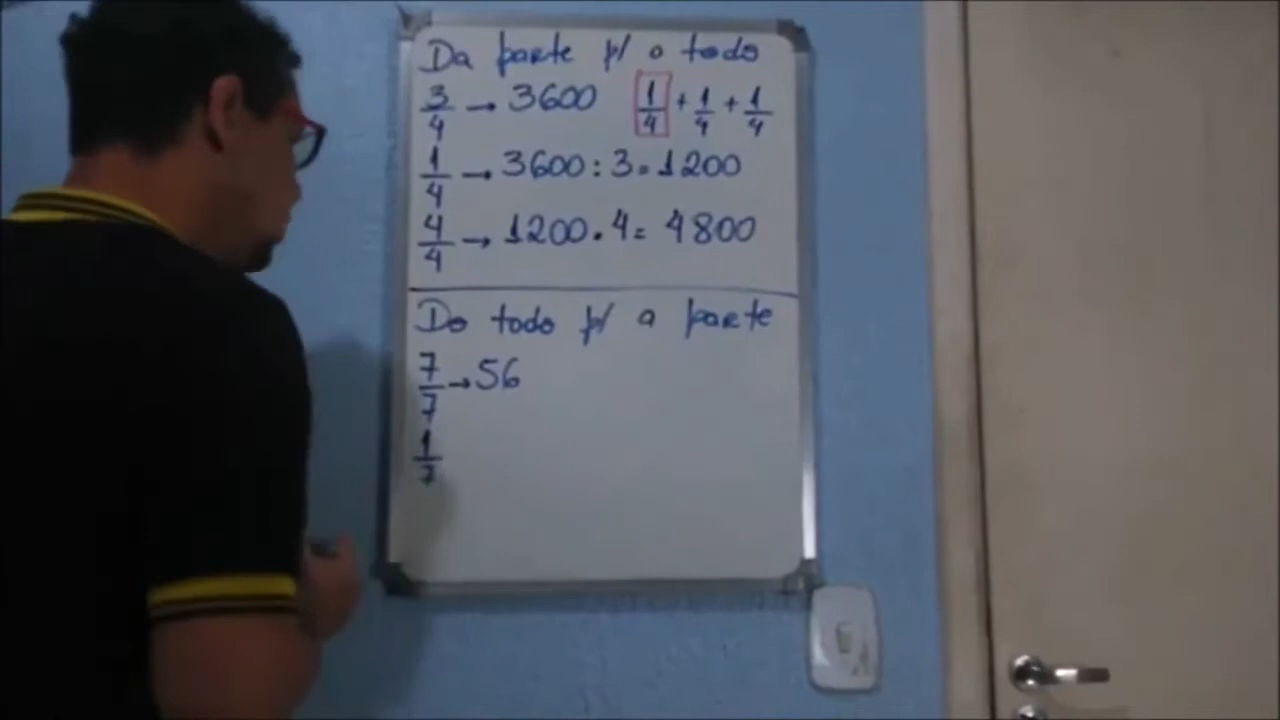 Da parte p/ o todo
3/4 → 3600 1/4 + 1/4 + 1/4
1/4 → 3600 : 3 = 1200
4/4 → 1200 . 4 = 4800
Do todo p/ a parte
7/7 → 56
1/7